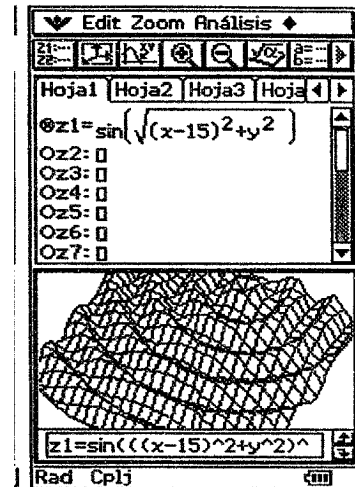 Edit Zoom Análisis ◆
Hoja1 Hoja2 Hoja3 Hoja
z1=sin(√(x-15)²+y²)
z2:▯
z3:▯
z4:▯
z5:▯
z6:▯
z7:▯
z1=sin(((x-15)^2+y^2)^
Rad Cplj